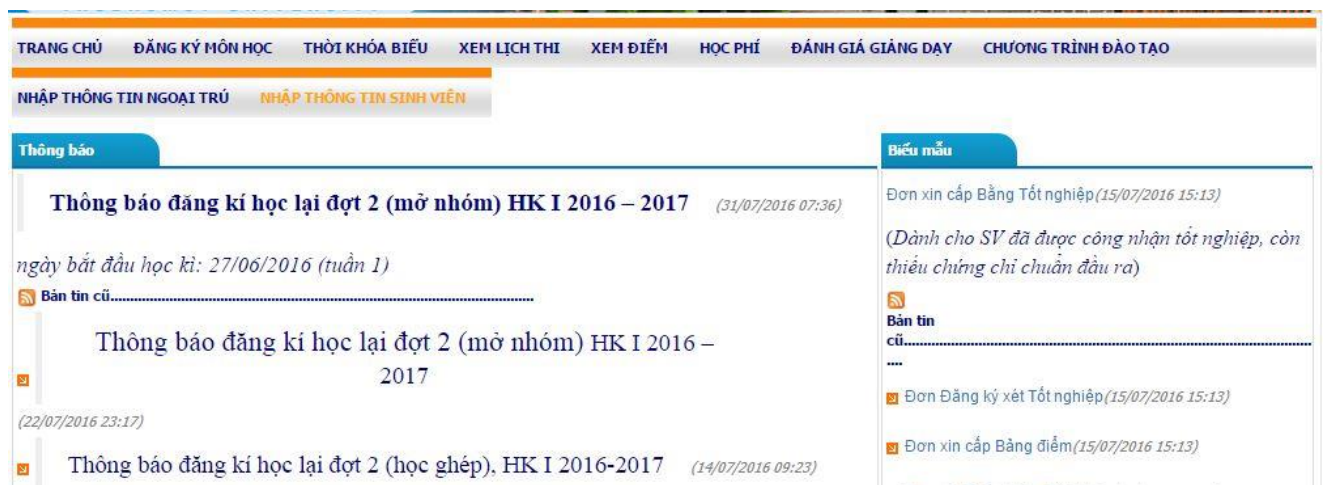 TRANG CHỦ ĐĂNG KÝ MÔN HỌC THỜI KHÓA BIỂU XEM LỊCH THI XEM ĐIỂM HỌC PHÍ ĐÁNH GIÁ GIẢNG DẠY CHƯƠNG TRÌNH ĐÀO TẠO
NHẬP THÔNG TIN NGOẠI TRÚ NHẬP THÔNG TIN SINH VIÊN
Thông báo
Thông báo đăng kí học lại đợt 2 (mở nhóm) HK I 2016 – 2017 (31/07/2016 07:36)
ngày bắt đầu học kì: 27/06/2016 (tuần 1)
Bản tin cũ................................................................................
Thông báo đăng kí học lại đợt 2 (mở nhóm) HK I 2016 –
2017
(22/07/2016 23:17)
Thông báo đăng kí học lại đợt 2 (học ghép), HK I 2016-2017 (14/07/2016 09:23)
Biểu mẫu
Đơn xin cấp Bằng Tốt nghiệp(15/07/2016 15:13)
(Dành cho SV đã được công nhận tốt nghiệp, còn
thiếu chứng chỉ chuẩn đầu ra)
Bản tin
cũ................................................................................
....
Đơn Đăng ký xét Tốt nghiệp(15/07/2016 15:13)
Đơn xin cấp Bảng điểm(15/07/2016 15:13)